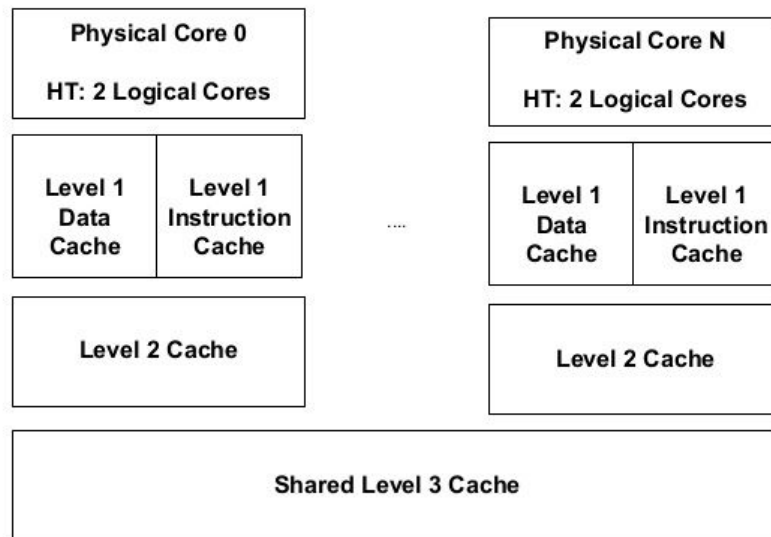 Physical Core 0
HT: 2 Logical Cores
Level 1
Data
Cache
Level 1
Instruction
Cache
Level 2 Cache
....
Physical Core N
HT: 2 Logical Cores
Level 1
Data
Cache
Level 1
Instruction
Cache
Level 2 Cache
Shared Level 3 Cache